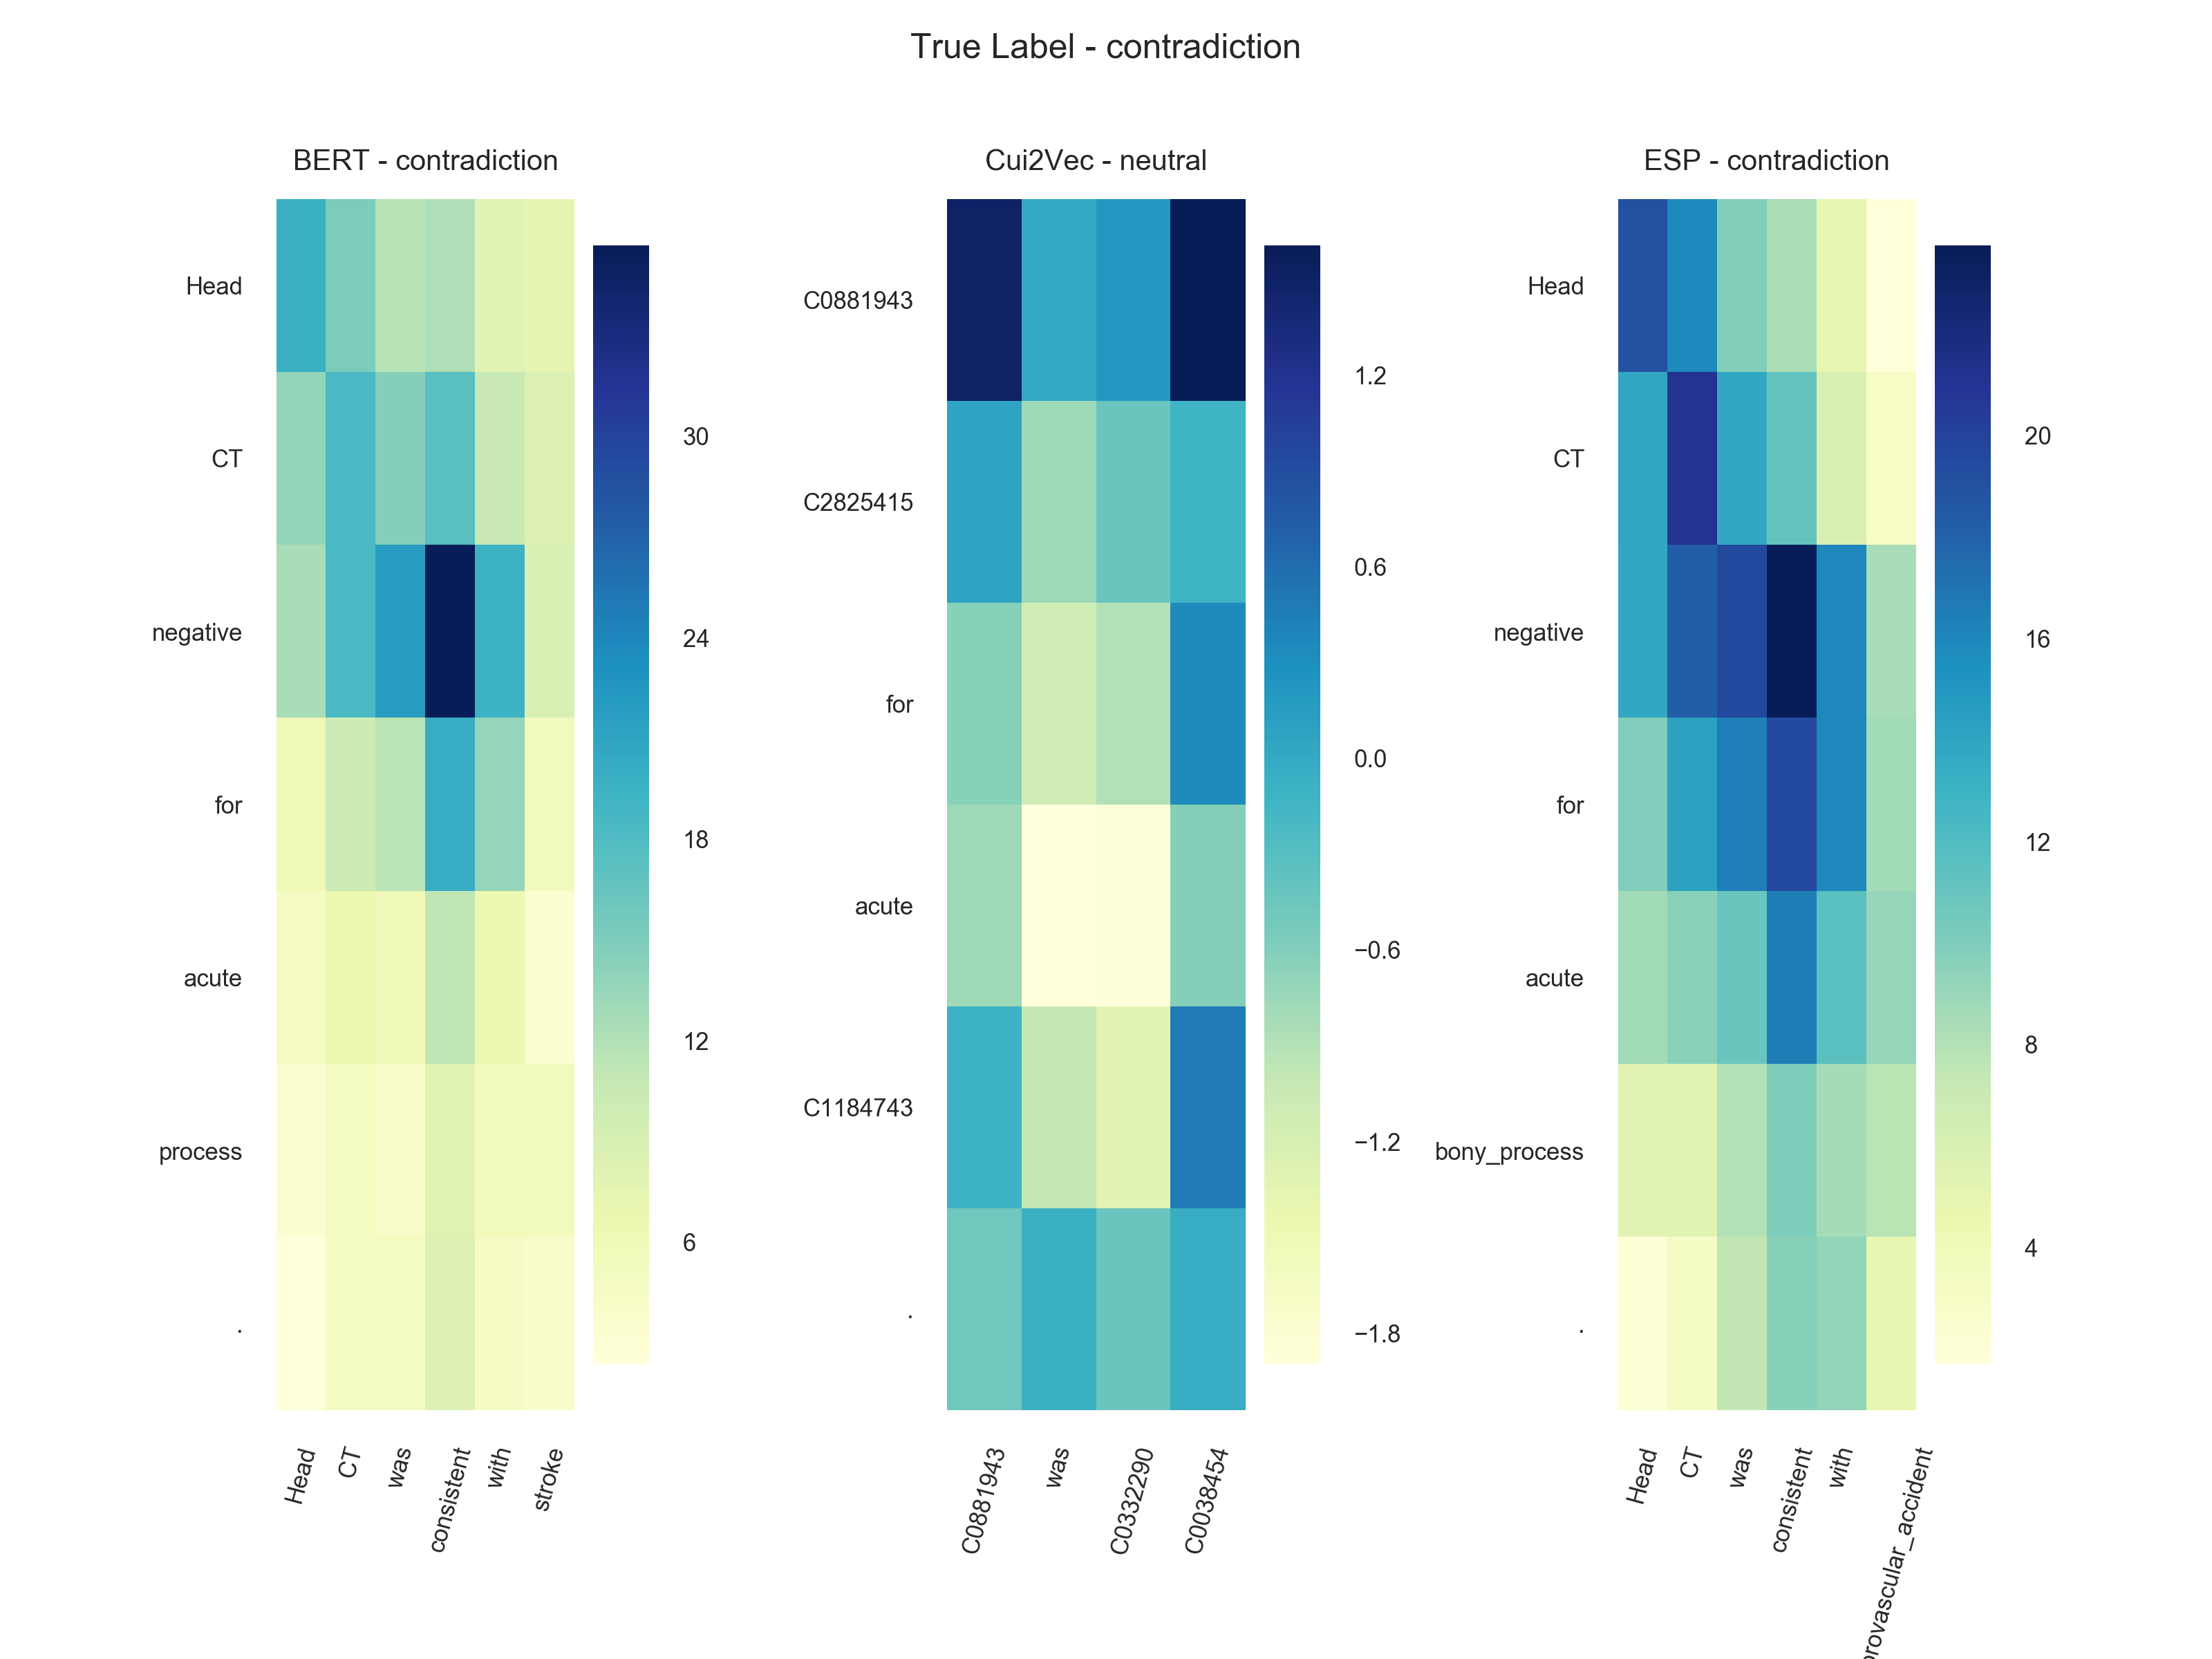 True Label - contradiction
BERT - contradiction
Head
CT
negative
for
acute
process
.
Head
CT
was
consistent
with
stroke
30
24
18
12
6
Cui2Vec - neutral
C0881943
C2825415
for
acute
C1184743
.
C0881943
was
C0332290
C0038454
1.2
0.6
0.0
−0.6
−1.2
−1.8
ESP - contradiction
Head
CT
negative
for
acute
bony_process
.
Head
CT
was
consistent
with
rovascular_accident
20
16
12
8
4